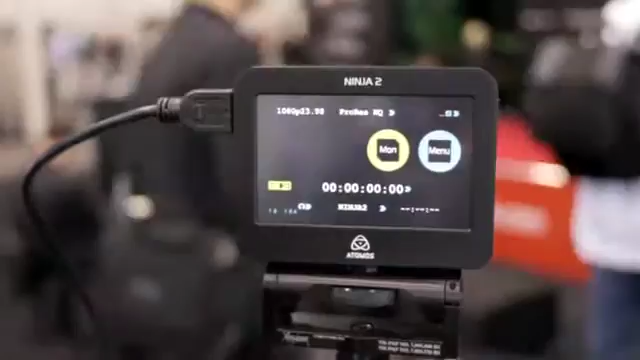 NINJA 2
1080p23.98 ProRes HQ
Mon Menu
00:00:00:00
NINJA2 --:--:--
ATOMOS